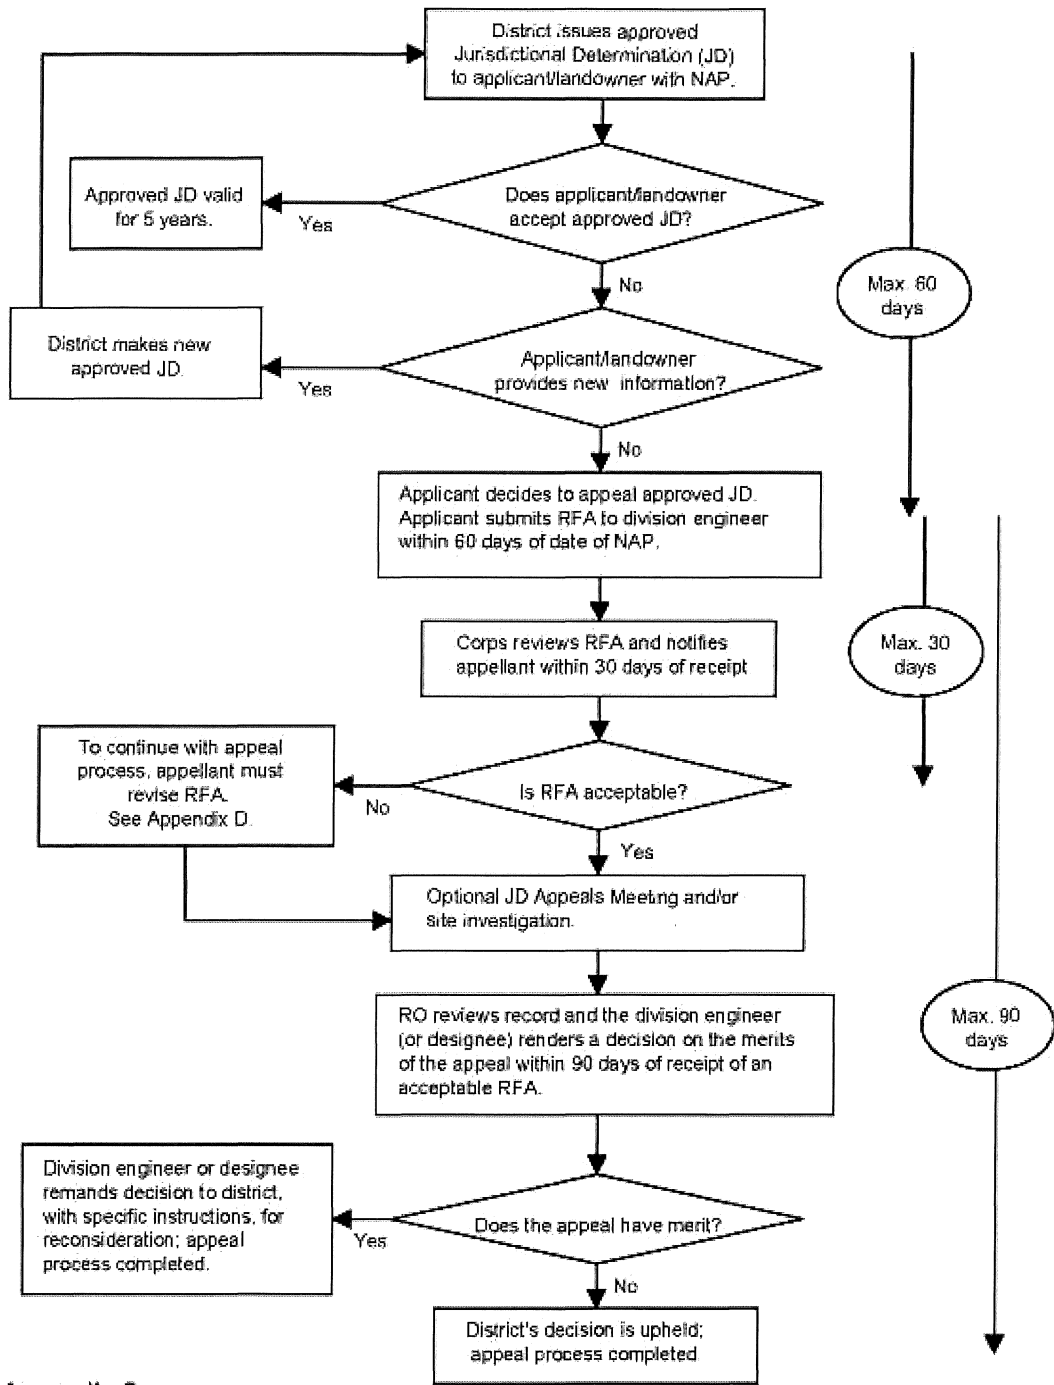 District issues approved
Jurisdictional Determination (JD)
to applicant/landowner with NAP.
Approved JD valid
for 5 years.
Yes
Does applicant/landowner
accept approved JD?
No
Max. 60
days
District makes new
approved JD.
Yes
Applicant/landowner
provides new information?
No
Applicant decides to appeal approved JD.
Applicant submits RFA to division engineer
within 60 days of date of NAP.
Corps reviews RFA and notifies
appellant within 30 days of receipt
Max. 30
days
To continue with appeal
process, appellant must
revise RFA.
See Appendix D.
No
Is RFA acceptable?
Yes
Optional JD Appeals Meeting and/or
site investigation.
RO reviews record and the division engineer
(or designee) renders a decision on the merits
of the appeal within 90 days of receipt of an
acceptable RFA.
Max. 90
days
Division engineer or designee
remands decision to district,
with specific instructions, for
reconsideration; appeal
process completed.
Yes
Does the appeal have merit?
No
District's decision is upheld;
appeal process completed